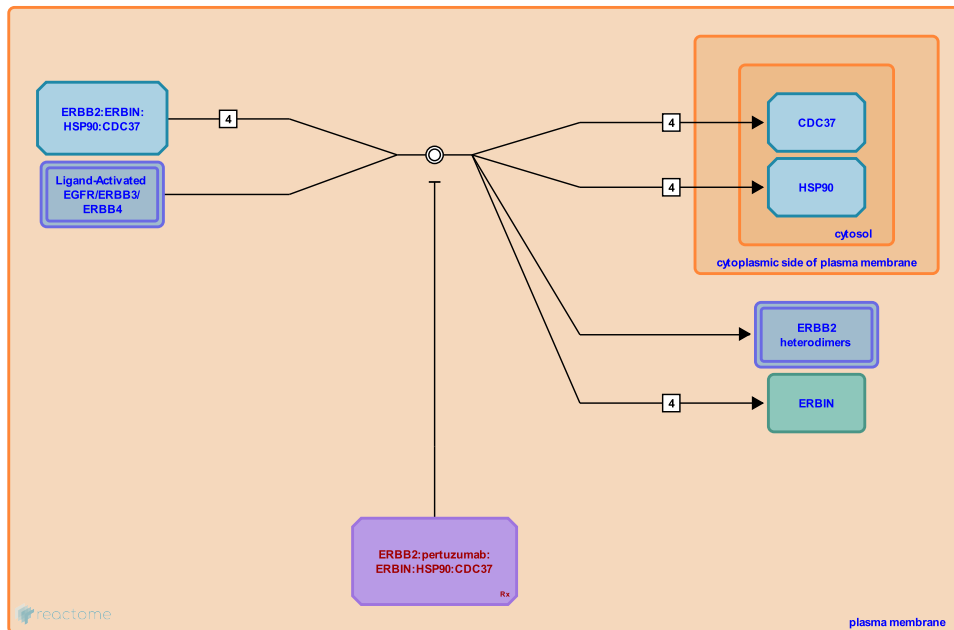 ERBB2:ERBIN:
HSP90:CDC37
4
Ligand-Activated
EGFR/ERBB3/
ERBB4
4
CDC37
4
HSP90
cytosol
cytoplasmic side of plasma membrane
ERBB2
heterodimers
4
ERBIN
ERBB2:pertuzumab:
ERBIN:HSP90:CDC37
Rx
reactome
plasma membrane